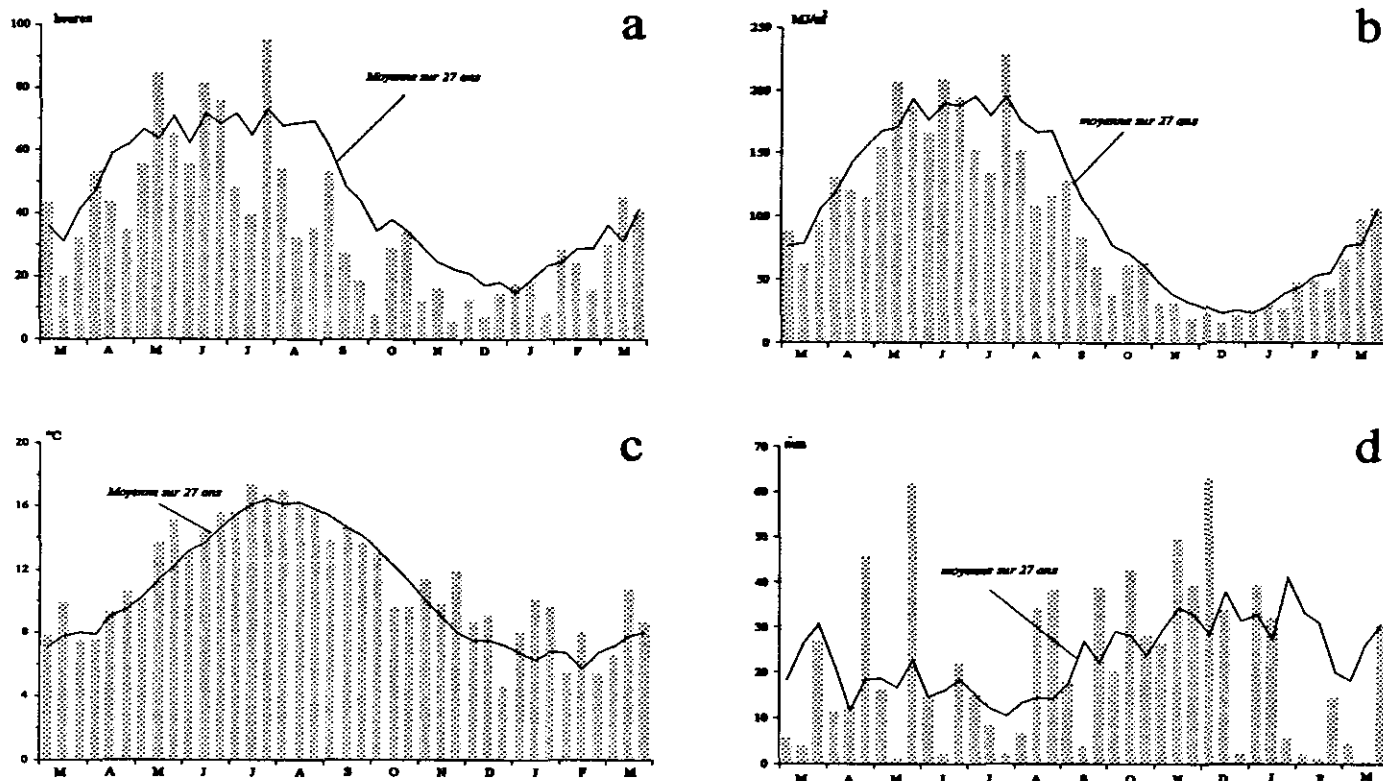 heures
a
100
80
60
40
20
0
Moyenne sur 27 ans
M A M J J A S O N D J F M
MJ/m²
b
250
200
150
100
50
0
moyenne sur 27 ans
M A M J J A S O N D J F M
°C
c
20
16
12
8
4
0
Moyenne sur 27 ans
M A M J J A S O N D J F M
mm
d
70
60
50
40
30
20
10
0
moyenne sur 27 ans
M A M J J A S O N D J F M